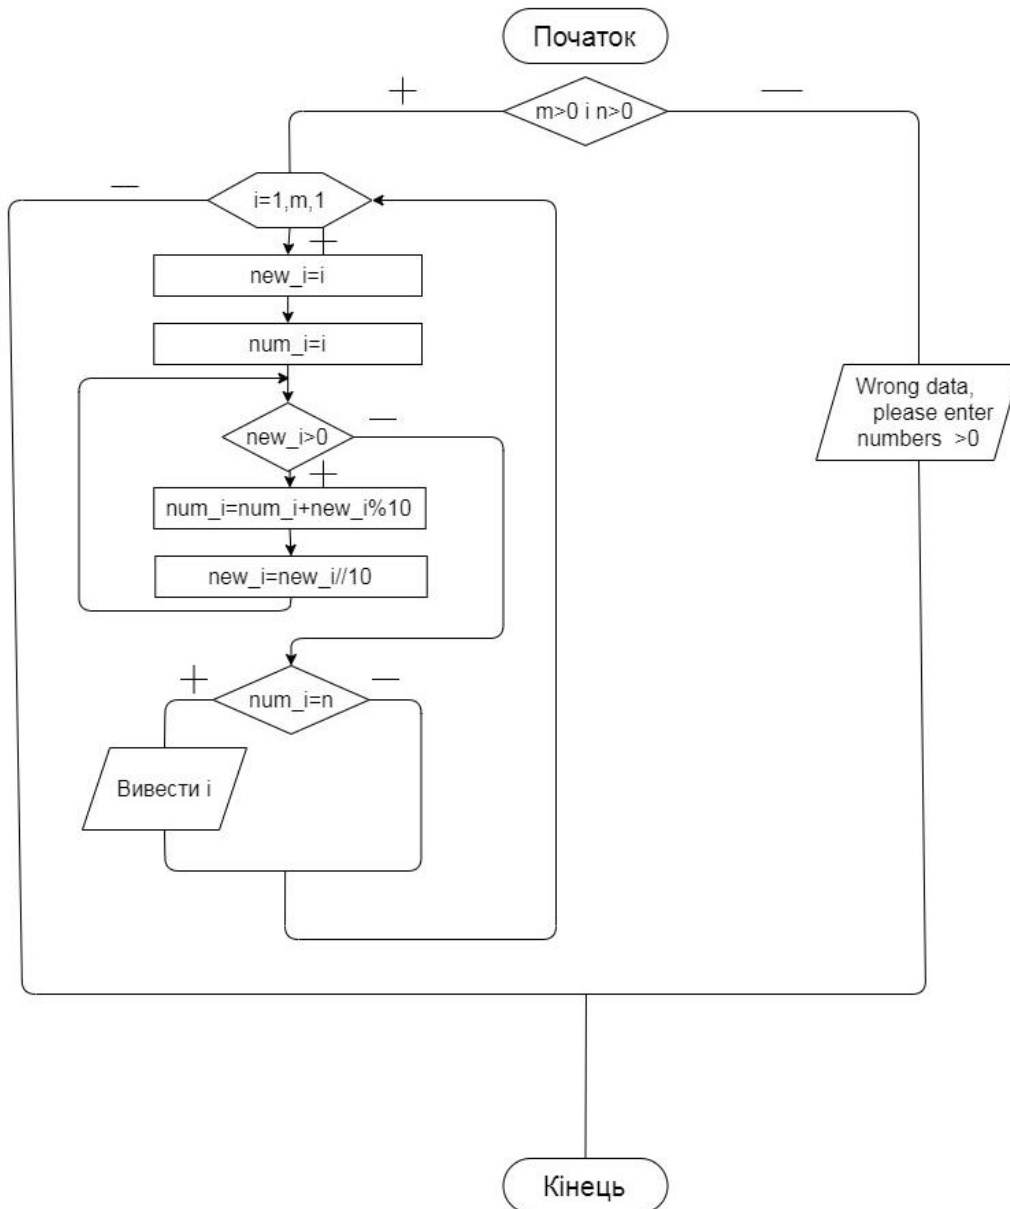 Початок
m>0 і n>0
+
—
i=1,m,1
—
+
new_i=i
num_i=i
new_i>0
—
+
num_i=num_i+new_i%10
new_i=new_i//10
Wrong data,
please enter
numbers >0
num_i=n
+
—
Вивести і
Кінець